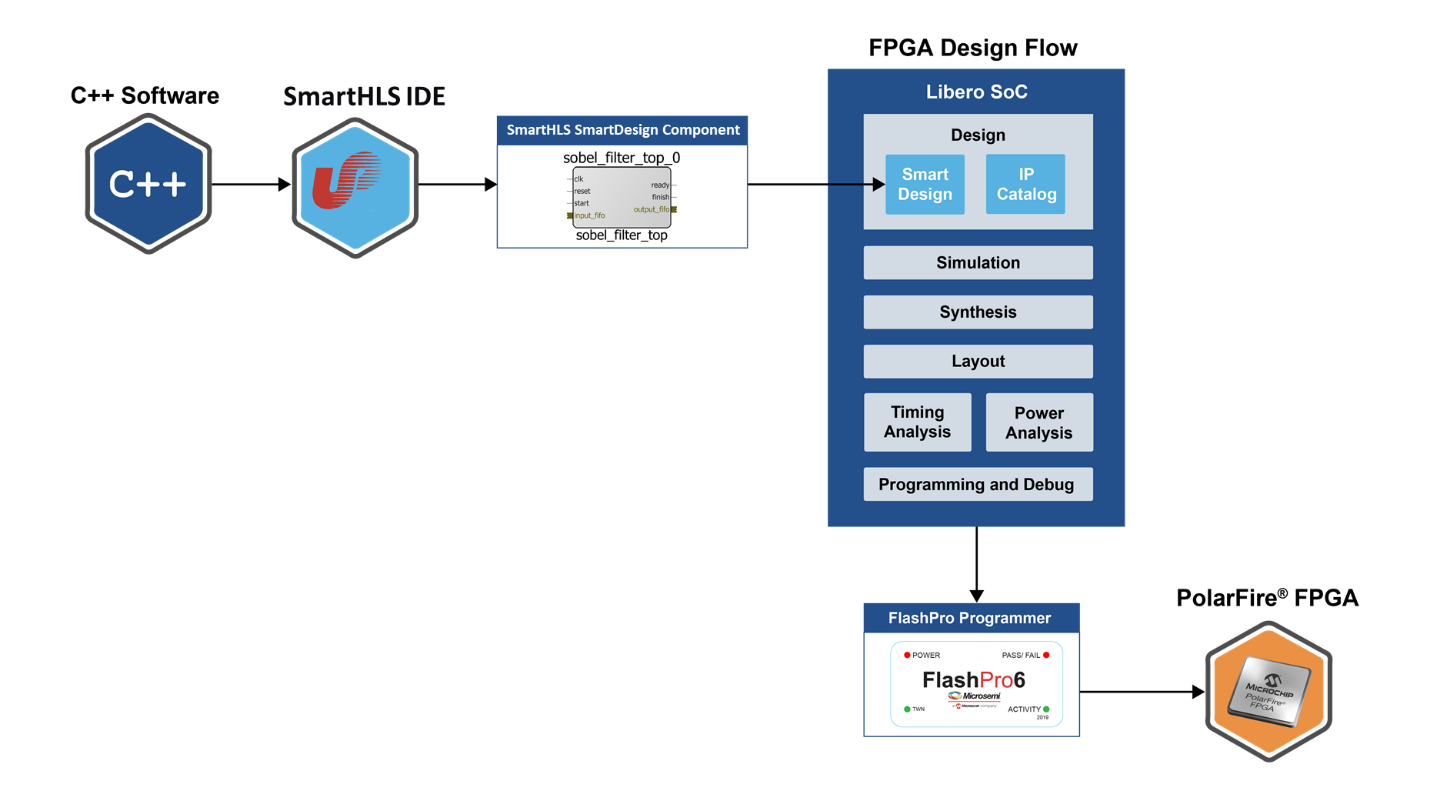 C++ Software
C++
SmartHLS IDE
SmartHLS SmartDesign Component
sobel_filter_top_0
clk
reset
start
input_fifo
ready
finish
output_fifo
sobel_filter_top
FPGA Design Flow
Libero SoC
Design
Smart
Design
IP
Catalog
Simulation
Synthesis
Layout
Timing
Analysis
Power
Analysis
Programming and Debug
FlashPro Programmer
POWER
PASS/ FAIL
FlashPro6
Microsemi
a Microchip company
TWN
ACTIVITY
2019
PolarFire® FPGA
MICROCHIP
PolarFire®
FPGA